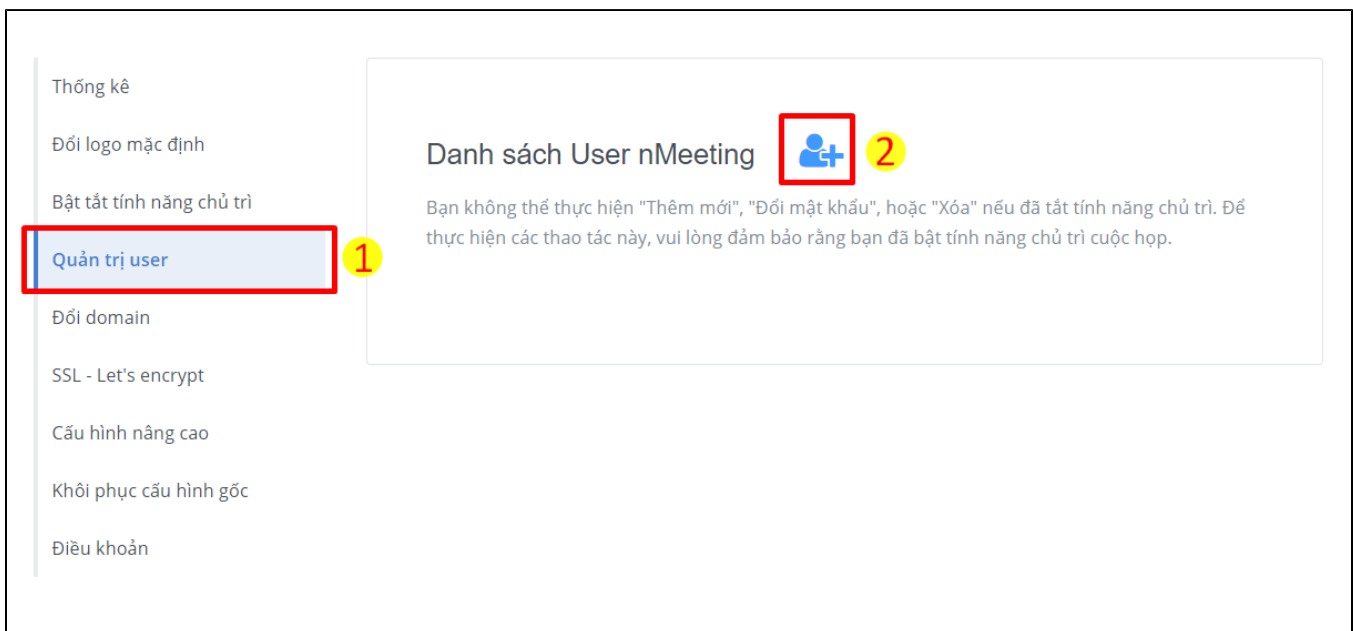 Thống kê
Đổi logo mặc định
Bật tắt tính năng chủ trì
Quản trị user
1
Đổi domain
SSL - Let's encrypt
Cấu hình nâng cao
Khôi phục cấu hình gốc
Điều khoản
Danh sách User nMeeting
2
Bạn không thể thực hiện "Thêm mới", "Đổi mật khẩu", hoặc "Xóa" nếu đã tắt tính năng chủ trì. Để
thực hiện các thao tác này, vui lòng đảm bảo rằng bạn đã bật tính năng chủ trì cuộc họp.